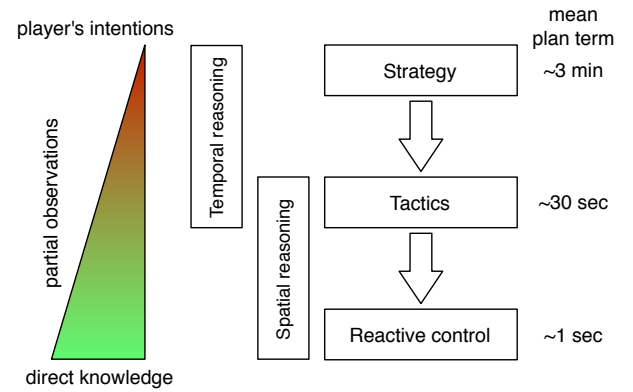 player's intentions
partial observations
direct knowledge
Temporal reasoning
Spatial reasoning
mean
plan term
Strategy
~3 min
Tactics
~30 sec
Reactive control
~1 sec